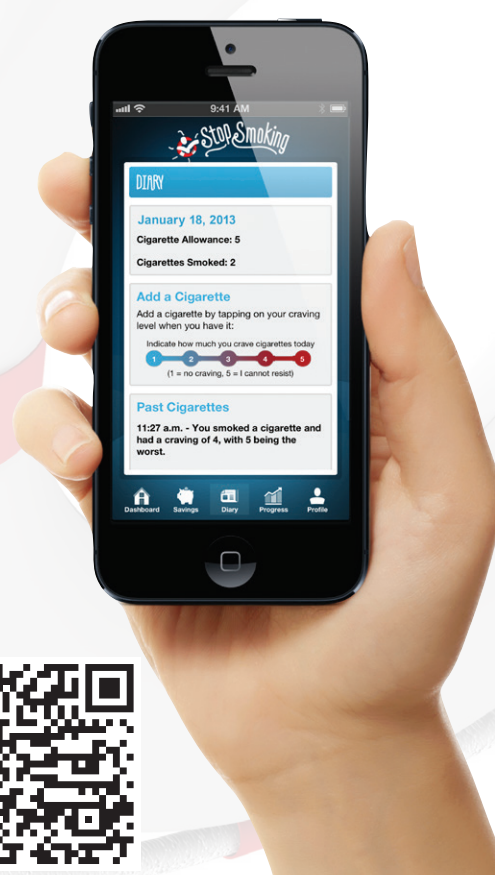 9:41 AM
Stop Smoking
DIARY
January 18, 2013
Cigarette Allowance: 5
Cigarettes Smoked: 2
Add a Cigarette
Add a cigarette by tapping on your craving
level when you have it:
Indicate how much you crave cigarettes today
1 2 3 4 5
(1 = no craving, 5 = I cannot resist)
Past Cigarettes
11:27 a.m. - You smoked a cigarette and
had a craving of 4, with 5 being the
worst.
Dashboard Savings Diary Progress Profile